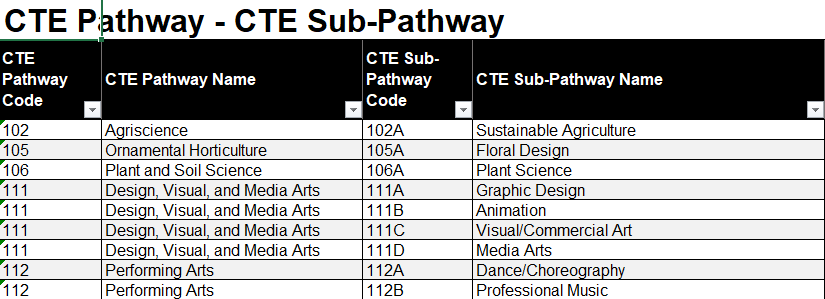 CTE Pathway - CTE Sub-Pathway
CTE Pathway Code CTE Pathway Name CTE Sub-Pathway Code CTE Sub-Pathway Name
102 Agriscience 102A Sustainable Agriculture
105 Ornamental Horticulture 105A Floral Design
106 Plant and Soil Science 106A Plant Science
111 Design, Visual, and Media Arts 111A Graphic Design
111 Design, Visual, and Media Arts 111B Animation
111 Design, Visual, and Media Arts 111C Visual/Commercial Art
111 Design, Visual, and Media Arts 111D Media Arts
112 Performing Arts 112A Dance/Choreography
112 Performing Arts 112B Professional Music